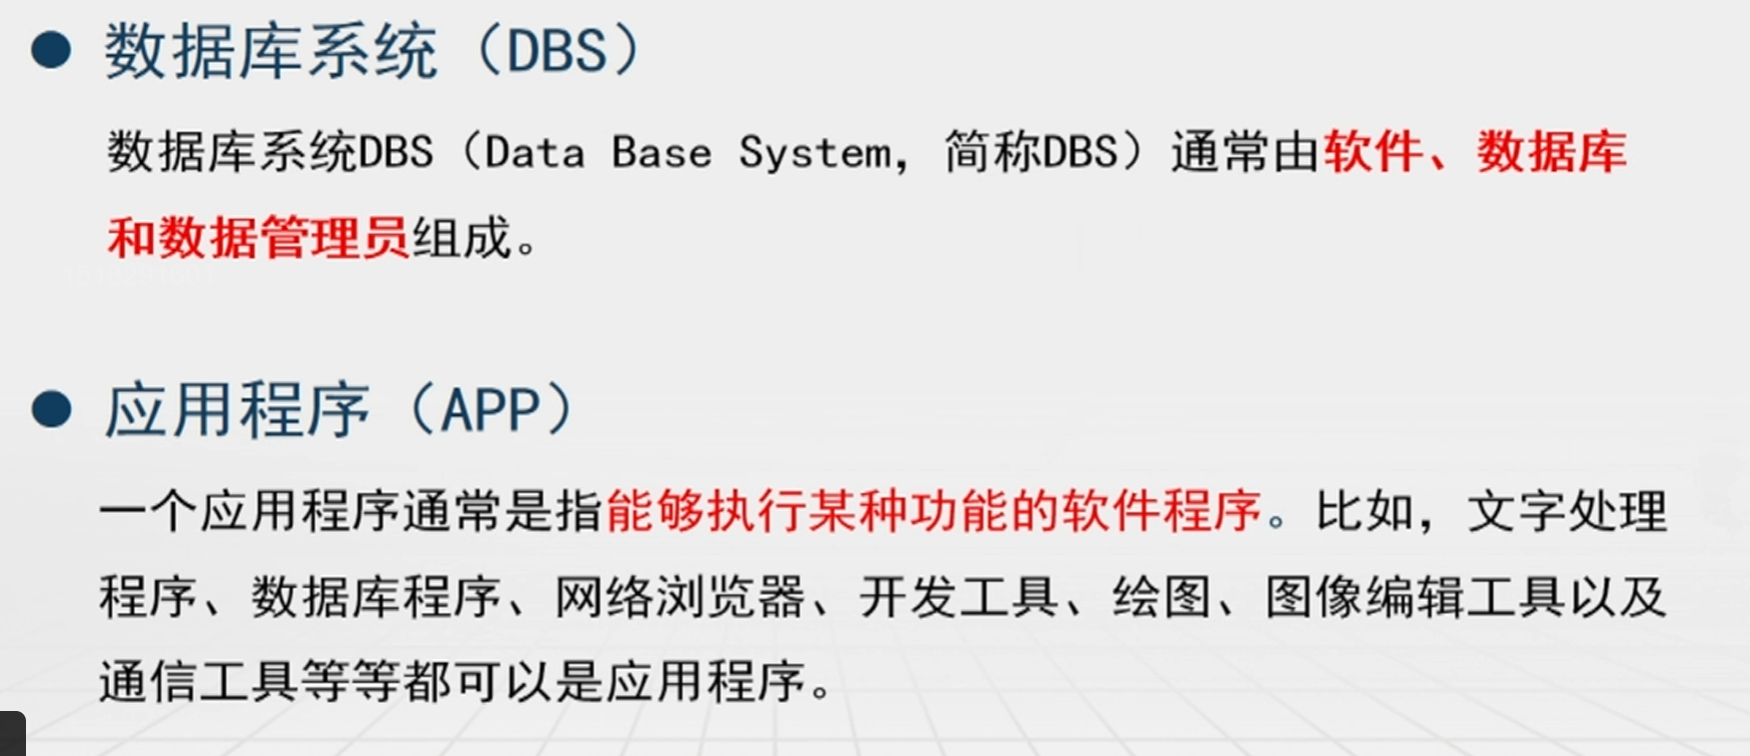 ● 数据库系统（DBS）
数据库系统DBS（Data Base System，简称DBS）通常由软件、数据库
和数据管理员组成。
● 应用程序（APP）
一个应用程序通常是指能够执行某种功能的软件程序。比如，文字处理
程序、数据库程序、网络浏览器、开发工具、绘图、图像编辑工具以及
通信工具等等都可以是应用程序。